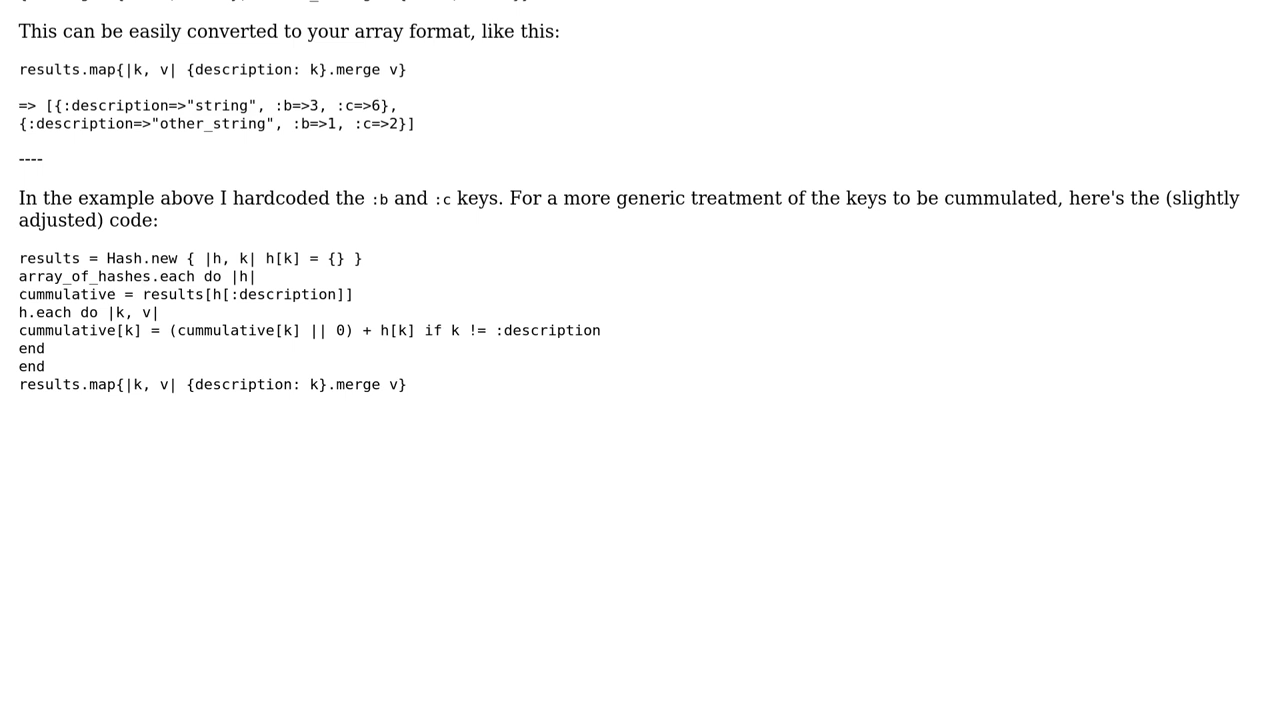 This can be easily converted to your array format, like this:
results.map{|k, v| {description: k}.merge v}
=> [{:description=>"string", :b=>3, :c=>6},
{:description=>"other_string", :b=>1, :c=>2}]
----
In the example above I hardcoded the :b and :c keys. For a more generic treatment of the keys to be cummulated, here's the (slightly
adjusted) code:
results = Hash.new { |h, k| h[k] = {} }
array_of_hashes.each do |h|
cummulative = results[h[:description]]
h.each do |k, v|
cummulative[k] = (cummulative[k] || 0) + h[k] if k != :description
end
end
results.map{|k, v| {description: k}.merge v}